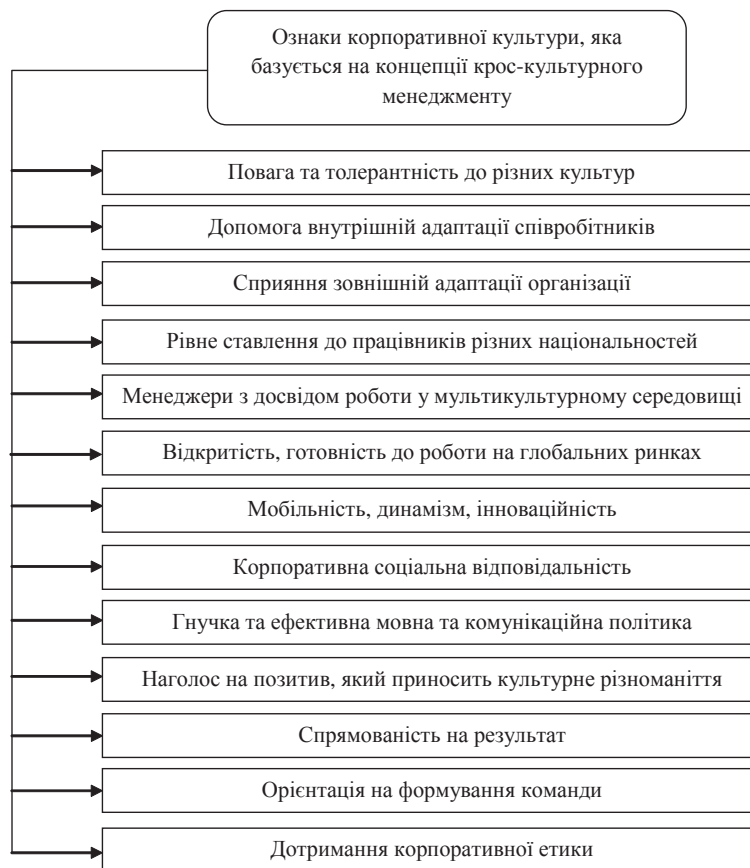 Ознаки корпоративної культури, яка
базується на концепції крос-культурного
менеджменту
Повага та толерантність до різних культур
Допомога внутрішній адаптації співробітників
Сприяння зовнішній адаптації організації
Рівне ставлення до працівників різних національностей
Менеджери з досвідом роботи у мультикультурному середовищі
Відкритість, готовність до роботи на глобальних ринках
Мобільність, динамізм, інноваційність
Корпоративна соціальна відповідальність
Гнучка та ефективна мовна та комунікаційна політика
Наголос на позитив, який приносить культурне різноманіття
Спрямованість на результат
Орієнтація на формування команди
Дотримання корпоративної етики